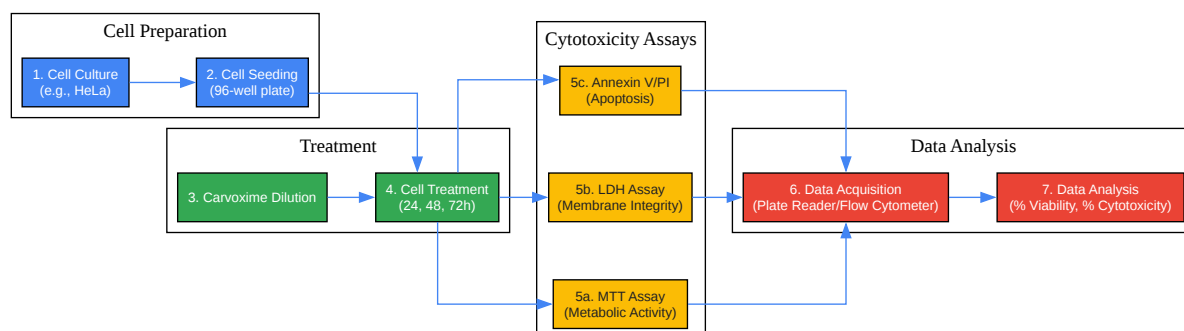 Cell Preparation
1. Cell Culture
(e.g., HeLa)
2. Cell Seeding
(96-well plate)
Treatment
3. Carvoxime Dilution
4. Cell Treatment
(24, 48, 72h)
Cytotoxicity Assays
5c. Annexin V/PI
(Apoptosis)
5b. LDH Assay
(Membrane Integrity)
5a. MTT Assay
(Metabolic Activity)
Data Analysis
6. Data Acquisition
(Plate Reader/Flow Cytometer)
7. Data Analysis
(% Viability, % Cytotoxicity)